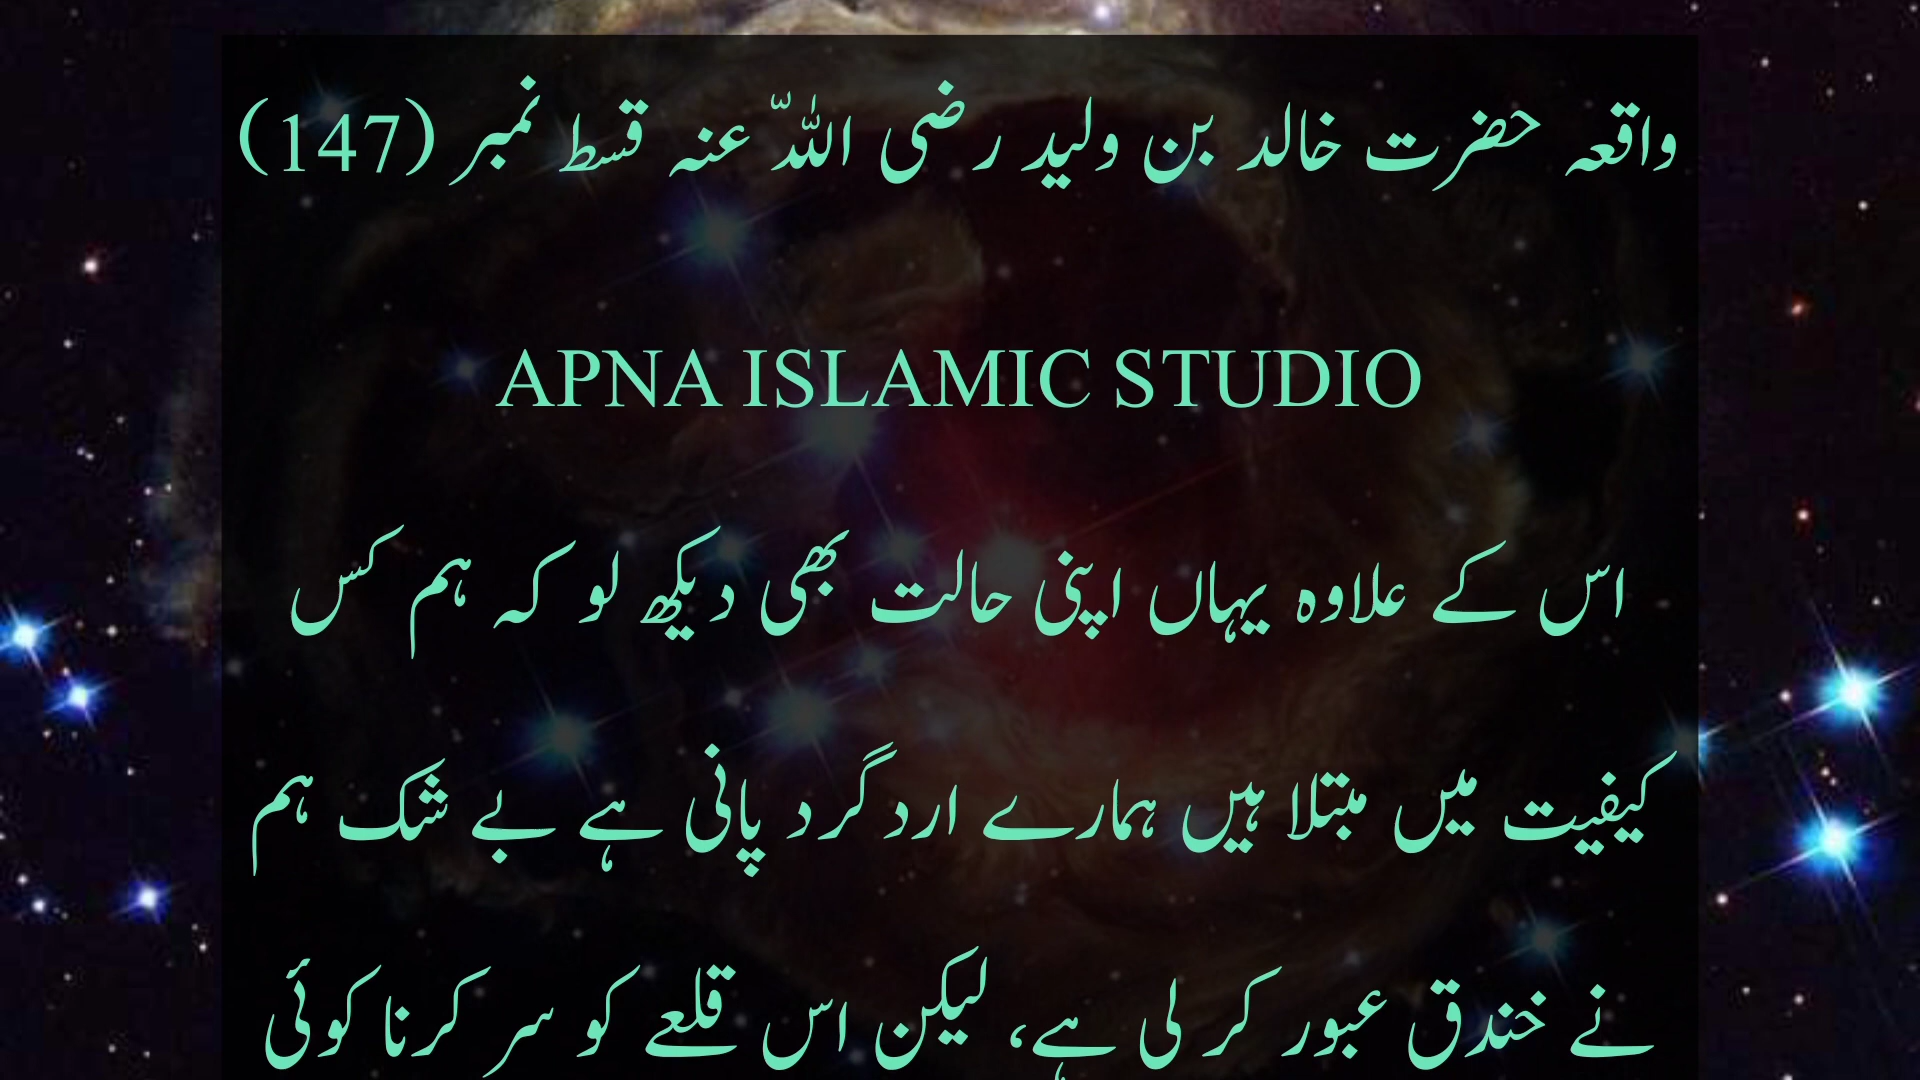 واقعہ حضرت خالد بن ولید رضی اللہ عنہ قسط نمبر (147)
APNA ISLAMIC STUDIO
اس کے علاوہ یہاں اپنی حالت بھی دیکھ لو کہ ہم کس
کیفیت میں مبتلا ہیں ہمارے ارد گرد پانی ہے بے شک ہم
نے خندق عبور کر لی ہے، لیکن اس قلعے کو سر کرنا کوئی